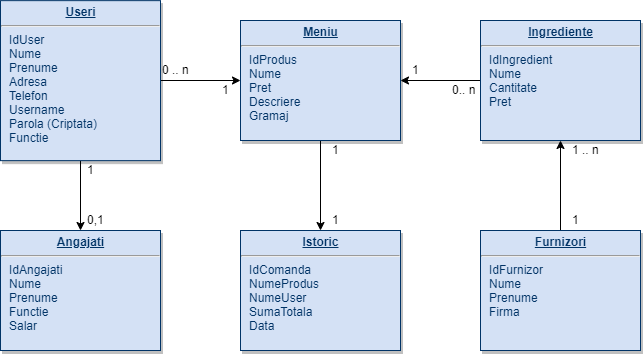 Useri
IdUser
Nume
Prenume
Adresa
Telefon
Username
Parola (Criptata)
Functie
0 .. n
1
Meniu
IdProdus
Nume
Pret
Descriere
Gramaj
1
0.. n
Ingrediente
IdIngredient
Nume
Cantitate
Pret
1
0,1
1
1
1 .. n
1
Angajati
IdAngajati
Nume
Prenume
Functie
Salar
Istoric
IdComanda
NumeProdus
NumeUser
SumaTotala
Data
Furnizori
IdFurnizor
Nume
Prenume
Firma